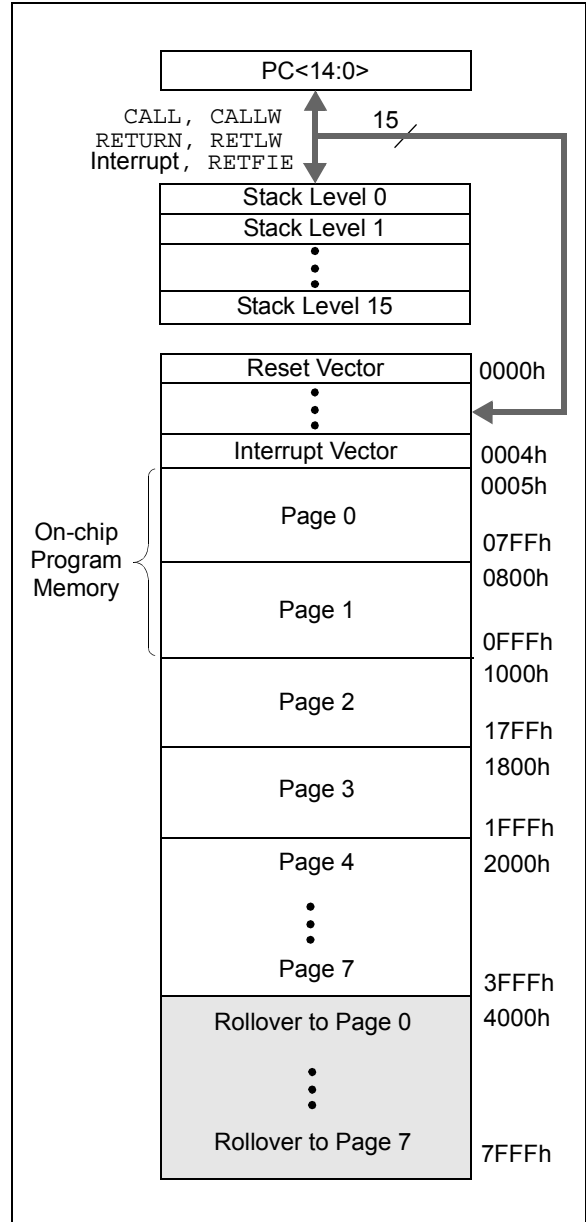 PC<14:0>
CALL, CALLW
RETURN, RETLW
Interrupt, RETFIE
15
Stack Level 0
Stack Level 1
Stack Level 15
Reset Vector
0000h
Interrupt Vector
0004h
On-chip
Program
Memory
0005h
Page 0
07FFh
0800h
Page 1
0FFFh
1000h
Page 2
17FFh
1800h
Page 3
1FFFh
Page 4
2000h
Page 7
3FFFh
Rollover to Page 0
4000h
Rollover to Page 7
7FFFh